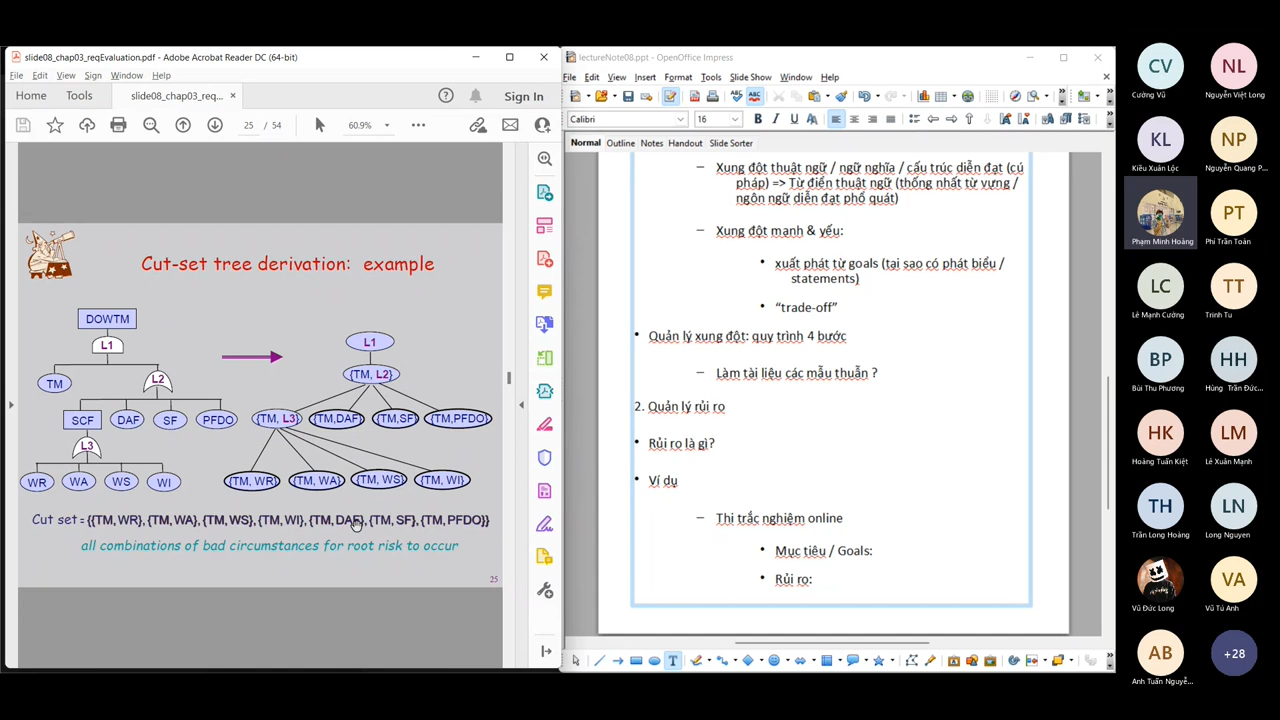 slide08_chap03_reqEvaluation.pdf - Adobe Acrobat Reader DC (64-bit)
File Edit View Sign Window Help
Home Tools slide08_chap03_req... × Sign In
25 / 54 60.9%
Cut-set tree derivation: example
DOWTM
L1
TM
L2
SCF DAF SF PFDO
L3
WR WA WS WI
L1
{TM, L2}
{TM, L3} {TM,DAF} {TM,SF} {TM,PFDO}
{TM, WR} {TM, WA} {TM, WS} {TM, WI}
Cut set = {{TM, WR}, {TM, WA}, {TM, WS}, {TM, WI}, {TM, DAF}, {TM, SF}, {TM, PFDO}}
all combinations of bad circumstances for root risk to occur
25
lectureNote08.ppt - OpenOffice Impress
File Edit View Insert Format Tools Slide Show Window Help
Calibri 16 B I U S
Normal Outline Notes Handout Slide Sorter
– Xung đột thuật ngữ / ngữ nghĩa / cấu trúc diễn đạt (cú
pháp) => Từ điển thuật ngữ (thống nhất từ vựng /
ngôn ngữ diễn đạt phổ quát)
– Xung đột mạnh & yếu:
• xuất phát từ goals (tại sao có phát biểu /
statements)
• “trade-off”
• Quản lý xung đột: quy trình 4 bước
– Làm tài liệu các mẫu thuẫn ?
2. Quản lý rủi ro
• Rủi ro là gì?
• Ví dụ
– Thi trắc nghiệm online
• Mục tiêu / Goals:
• Rủi ro:
CV NL
Cường Vũ Nguyễn Việt Long
KL NP
Kiều Xuân Lộc Nguyễn Quang P...
PT
Phạm Minh Hoàng Phí Trần Toàn
LC TT
Lê Mạnh Cường Trinh Tu
BP HH
Bùi Thu Phương Hùng Trần Đức...
HK LM
Hoàng Tuấn Kiệt Lê Xuân Mạnh
TH LN
Trần Long Hoàng Long Nguyen
VA
Vũ Đức Long Vũ Tú Anh
AB +28
Anh Tuấn Nguyễ...